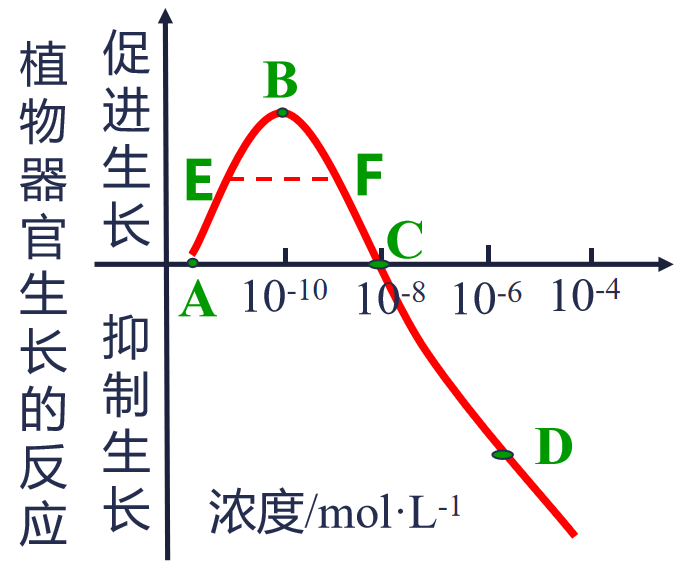 植物器官生长的反应
促进生长
抑制生长
B
E
F
C
A
10-10
10-8
10-6
10-4
D
浓度/mol·L-1